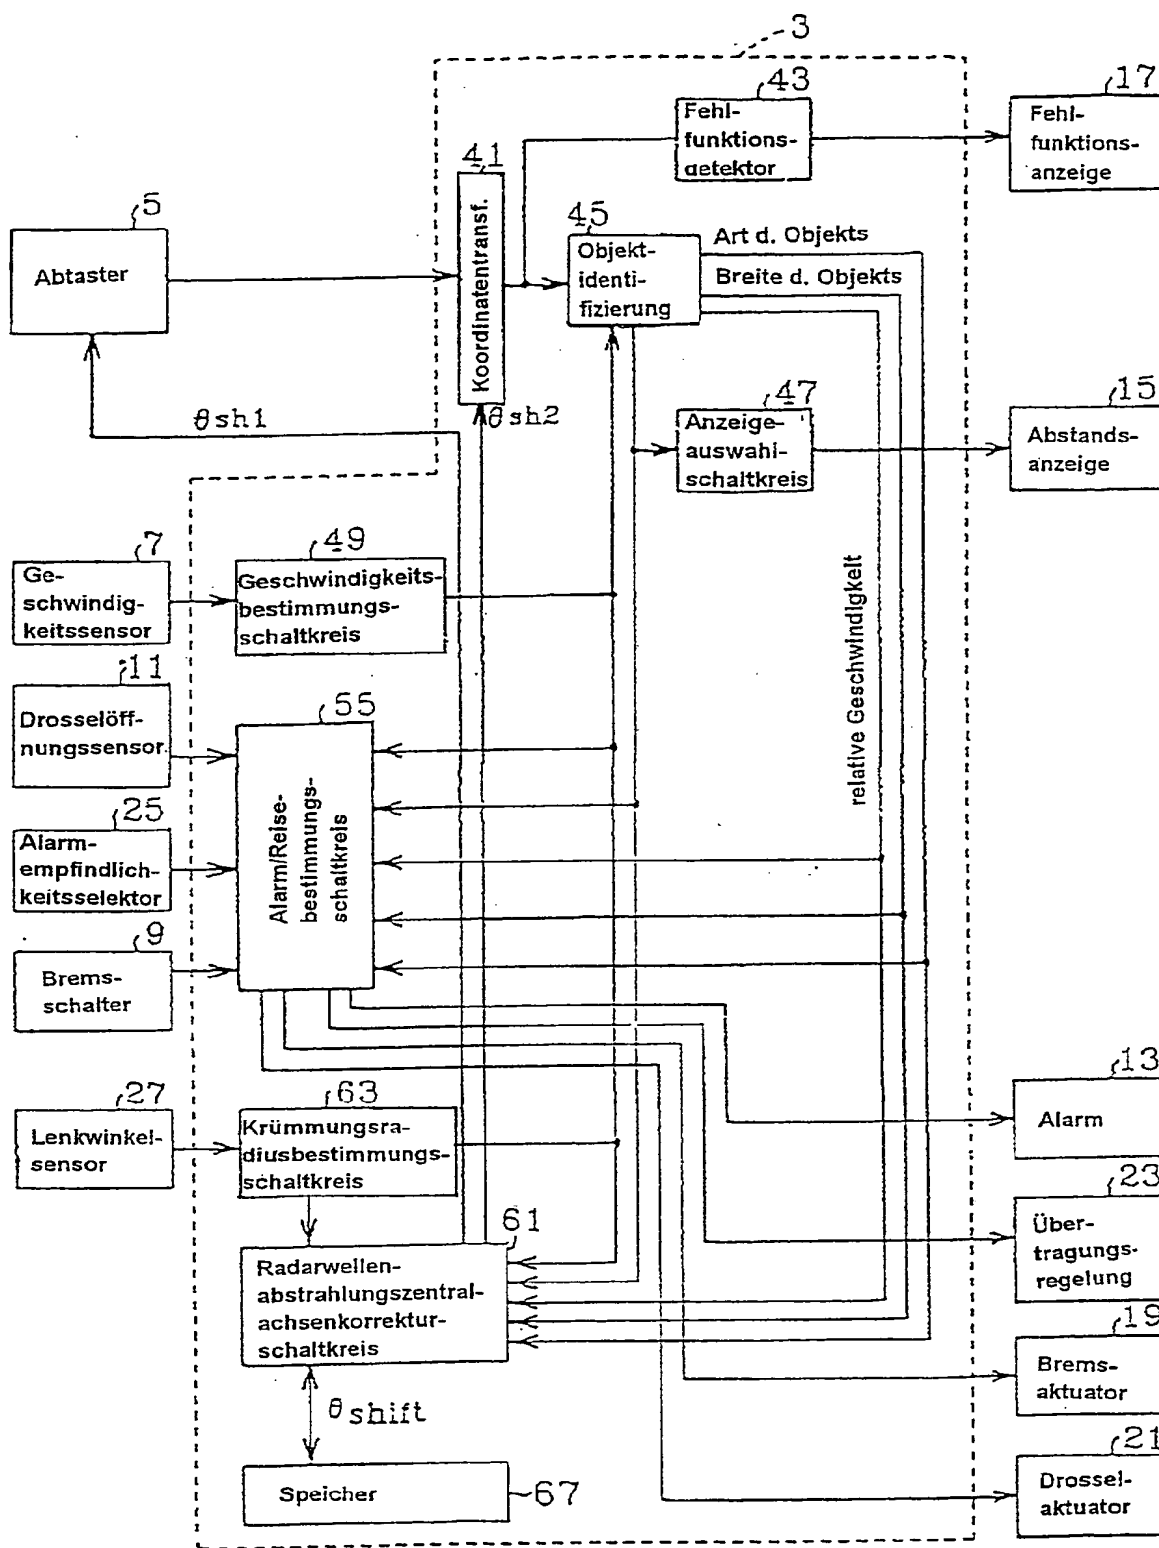 3
43
Fehl-
funktions-
detektor
17
Fehl
funktions-
anzeige
41
Koordinatentransf.
5
Abtaster
45
Objekt-
identi-
fizierung
Art d. Objekts
Breite d. Objekts
θsh1
θsh2
47
Anzeige-
auswahl-
schaltkreis
15
Abstands-
anzeige
7
Ge-
schwindig-
keitssensor
49
Geschwindigkeits-
bestimmungs-
schaltkreis
relative Geschwindigkeit
11
Drosselöff-
nungssensor
55
Alarm/Reise-
bestimmungs-
schaltkreis
25
Alarm-
empfindlich-
keitsselektor
9
Brems-
schalter
27
Lenkwinkel-
sensor
63
Krümmungsra-
diusbestimmungs-
schaltkreis
13
Alarm
23
Über-
tragungs-
regelung
61
Radarwellen-
abstrahlungszentral-
achsenkorrektur-
schaltkreis
19
Brems-
aktuator
θshift
21
Drossel-
aktuator
Speicher
67